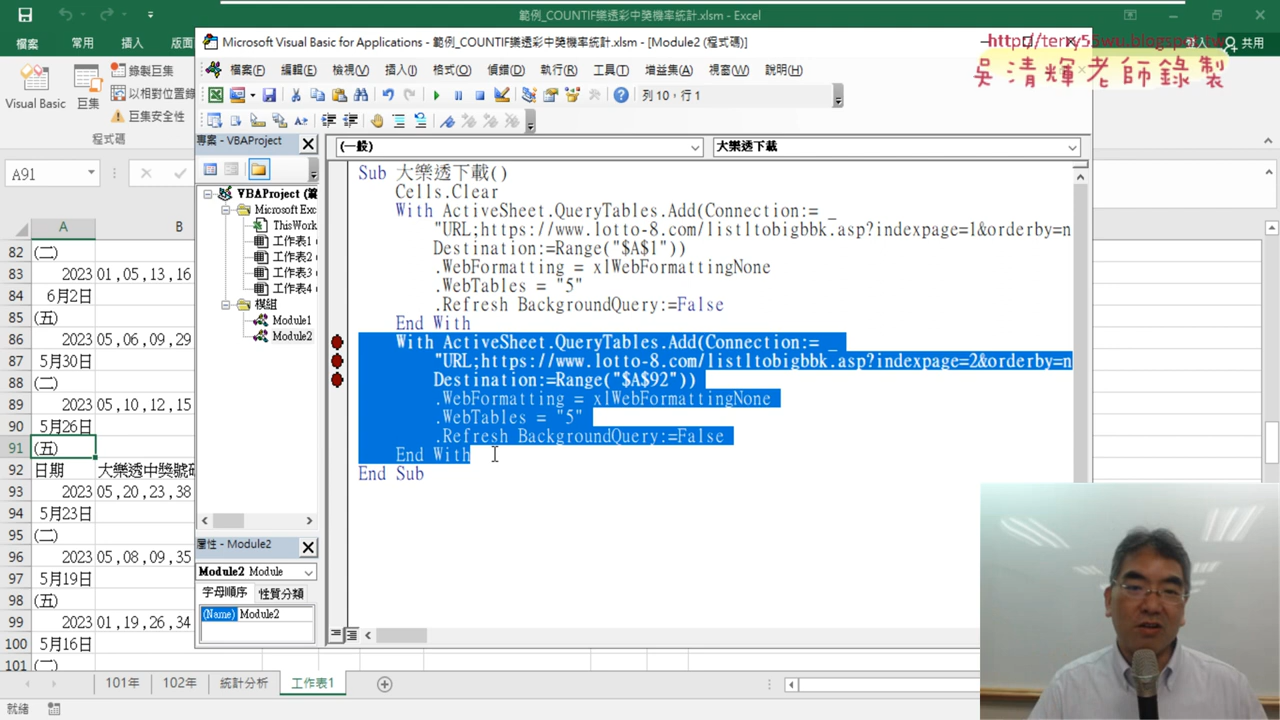 範例_COUNTIF樂透彩中獎機率統計.xlsm - Excel
檔案 常用 插入 版面
登入 共用
http://terry55wu.blogspot.tw
吳清輝老師錄製
Visual Basic 巨集
錄製巨集
以相對位置錄
巨集安全性
程式碼
A91
Microsoft Visual Basic for Applications - 範例_COUNTIF樂透彩中獎機率統計.xlsm - [Module2 (程式碼)]
檔案(F) 編輯(E) 檢視(V) 插入(I) 格式(O) 偵錯(D) 執行(R) 工具(T) 增益集(A) 視窗(W) 說明(H)
列 10，行 1
專案 - VBAProject
VBAProject (範
Microsoft Exc
ThisWork
工作表1 (
工作表2 (
工作表3 (
工作表4 (
模組
Module1
Module2
屬性 - Module2
Module2 Module
字母順序 性質分類
(Name) Module2
(一般) 大樂透下載
Sub 大樂透下載()
Cells.Clear
With ActiveSheet.QueryTables.Add(Connection:= _
"URL;https://www.lotto-8.com/listltobigbbk.asp?indexpage=1&orderby=n
Destination:=Range("$A$1"))
.WebFormatting = xlWebFormattingNone
.WebTables = "5"
.Refresh BackgroundQuery:=False
End With
With ActiveSheet.QueryTables.Add(Connection:= _
"URL;https://www.lotto-8.com/listltobigbbk.asp?indexpage=2&orderby=n
Destination:=Range("$A$92"))
.WebFormatting = xlWebFormattingNone
.WebTables = "5"
.Refresh BackgroundQuery:=False
End With
End Sub
A B
82 (二)
83 2023 01,05,13,16
84 6月2日
85 (五)
86 2023 05,06,09,29
87 5月30日
88 (二)
89 2023 05,10,12,15
90 5月26日
91 (五)
92 日期 大樂透中獎號
93 2023 05,20,23,38
94 5月23日
95 (二)
96 2023 05,08,09,35
97 5月19日
98 (五)
99 2023 01,19,26,34
100 5月16日
101 (二)
101年 102年 統計分析 工作表1
就緒